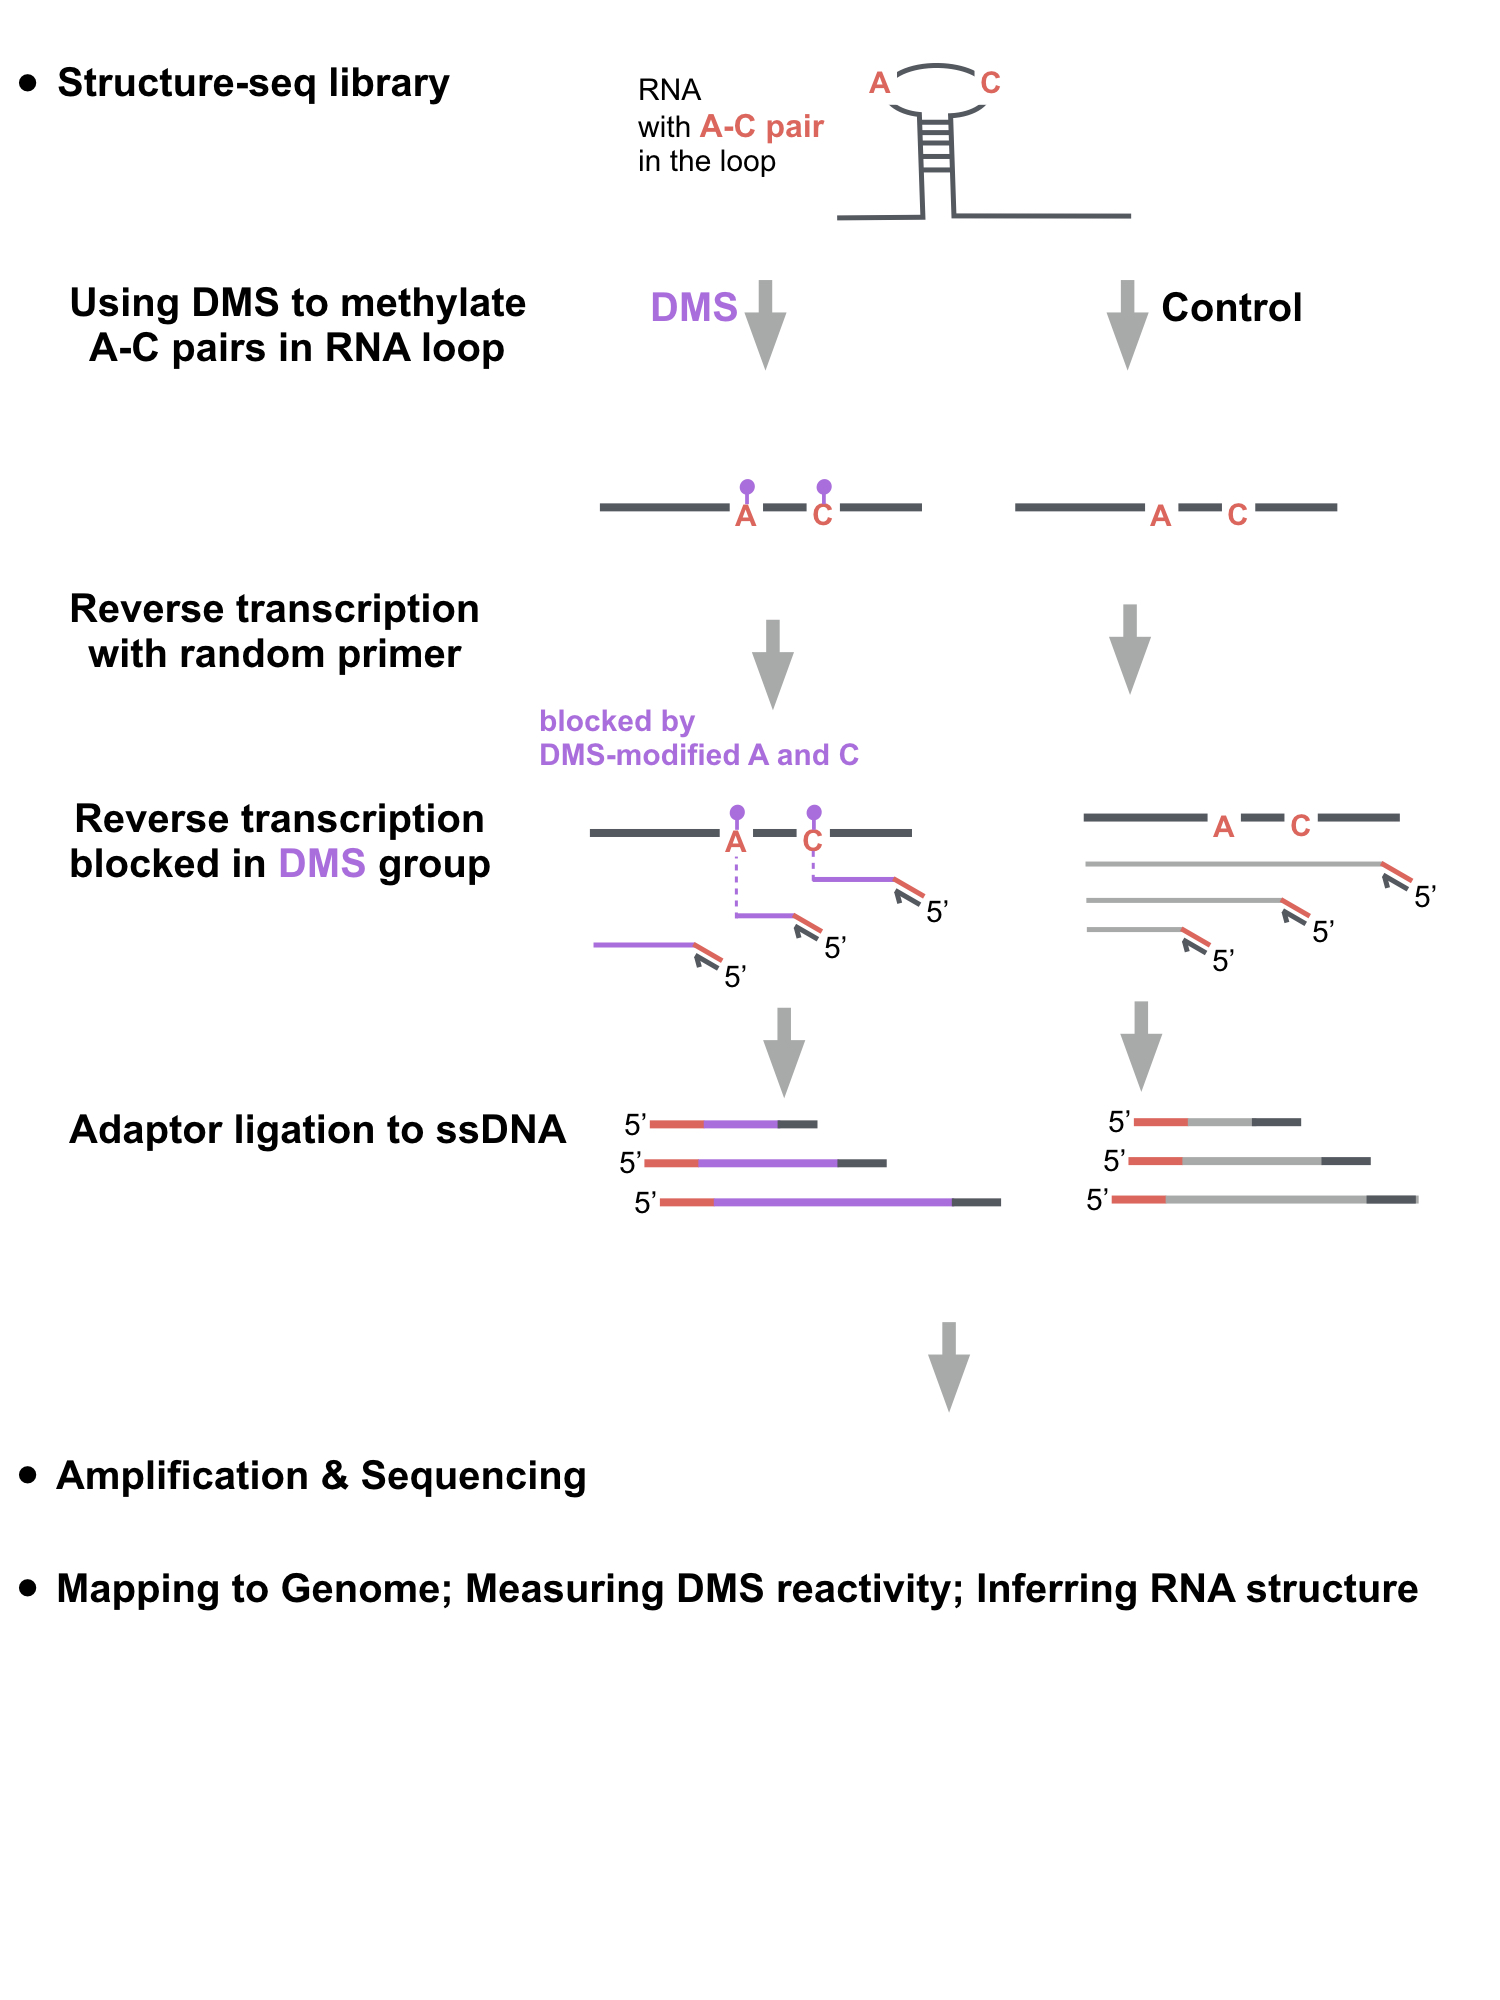 • Structure-seq library
RNA
with A-C pair
in the loop
A C
Using DMS to methylate
A-C pairs in RNA loop
DMS
Control
A C
A C
Reverse transcription
with random primer
blocked by
DMS-modified A and C
Reverse transcription
blocked in DMS group
A C
5’
5’
5’
A C
5’
5’
5’
Adaptor ligation to ssDNA
5’
5’
5’
5’
5’
5’
• Amplification & Sequencing
• Mapping to Genome; Measuring DMS reactivity; Inferring RNA structure